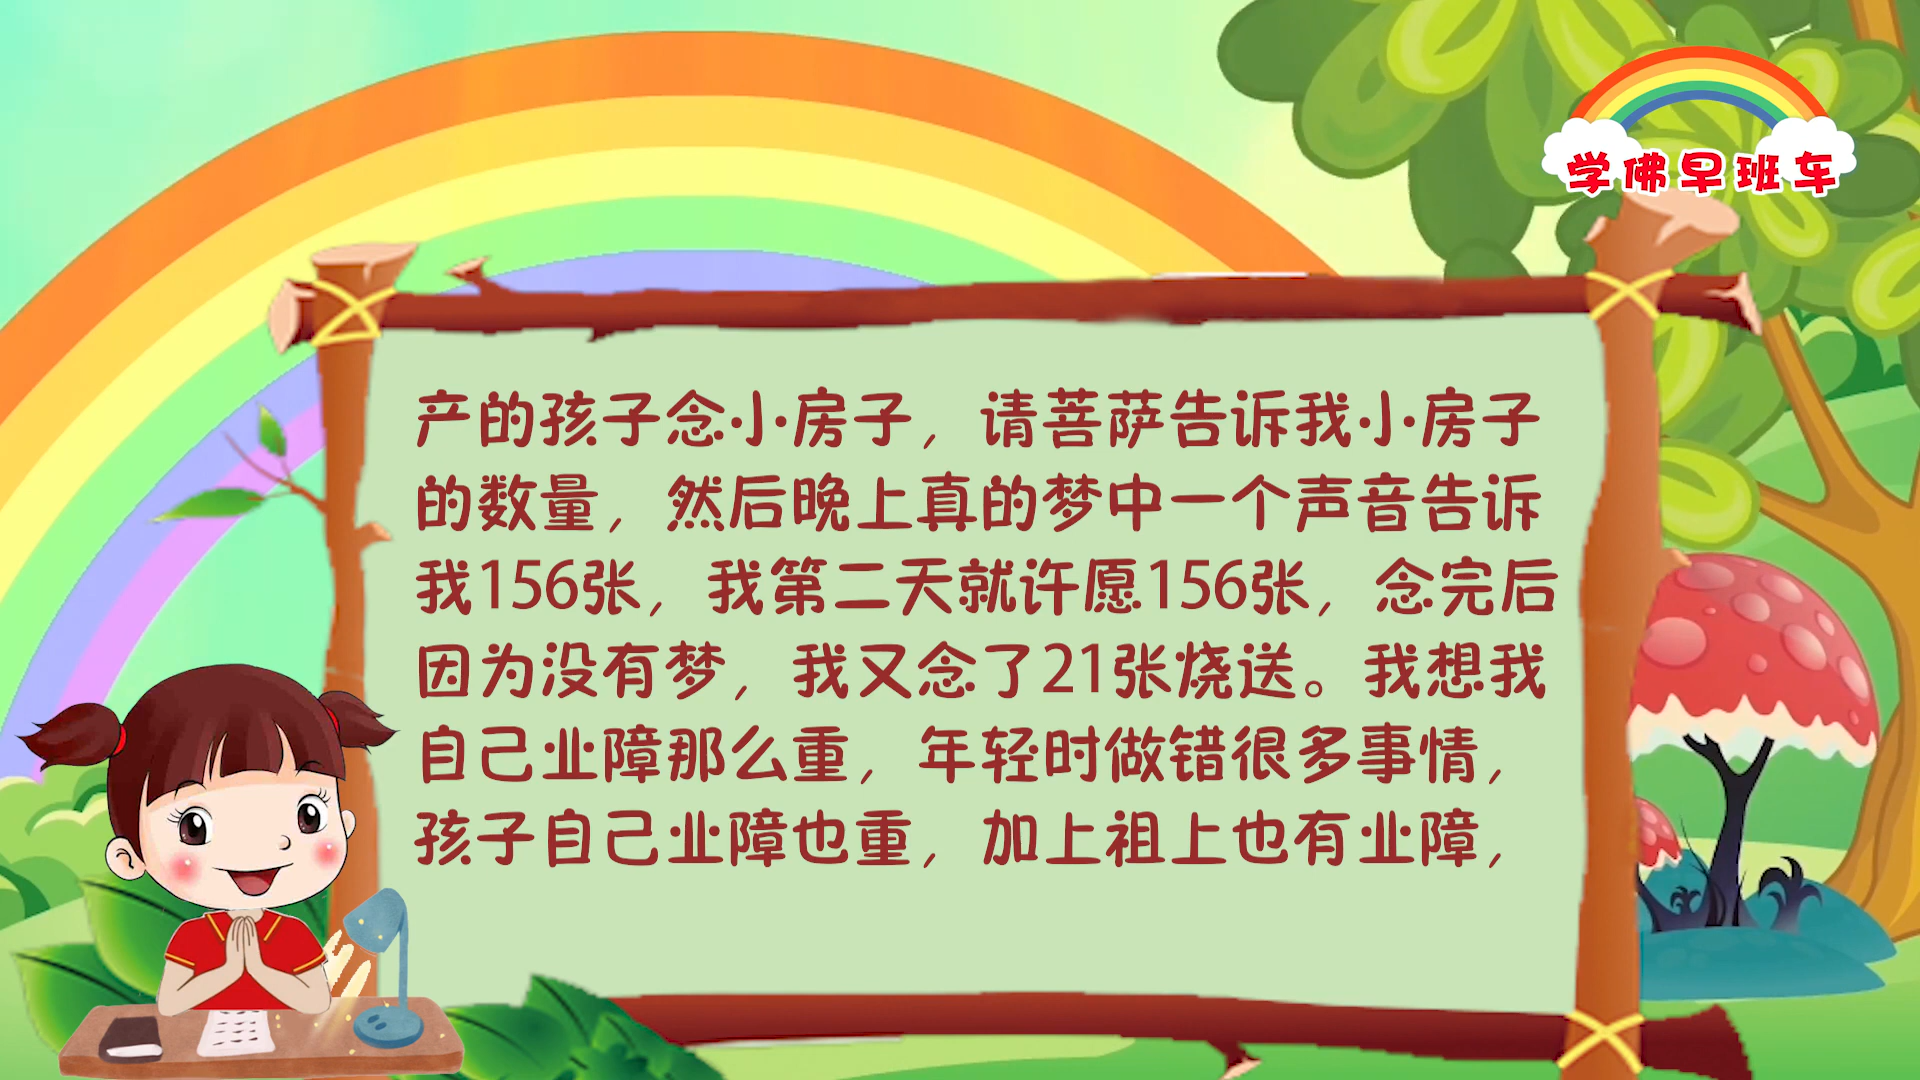 学佛早班车
产的孩子念小房子，请菩萨告诉我小房子
的数量，然后晚上真的梦中一个声音告诉
我156张，我第二天就许愿156张，念完后
因为没有梦，我又念了21张烧送。我想我
自己业障那么重，年轻时做错很多事情，
孩子自己业障也重，加上祖上也有业障，